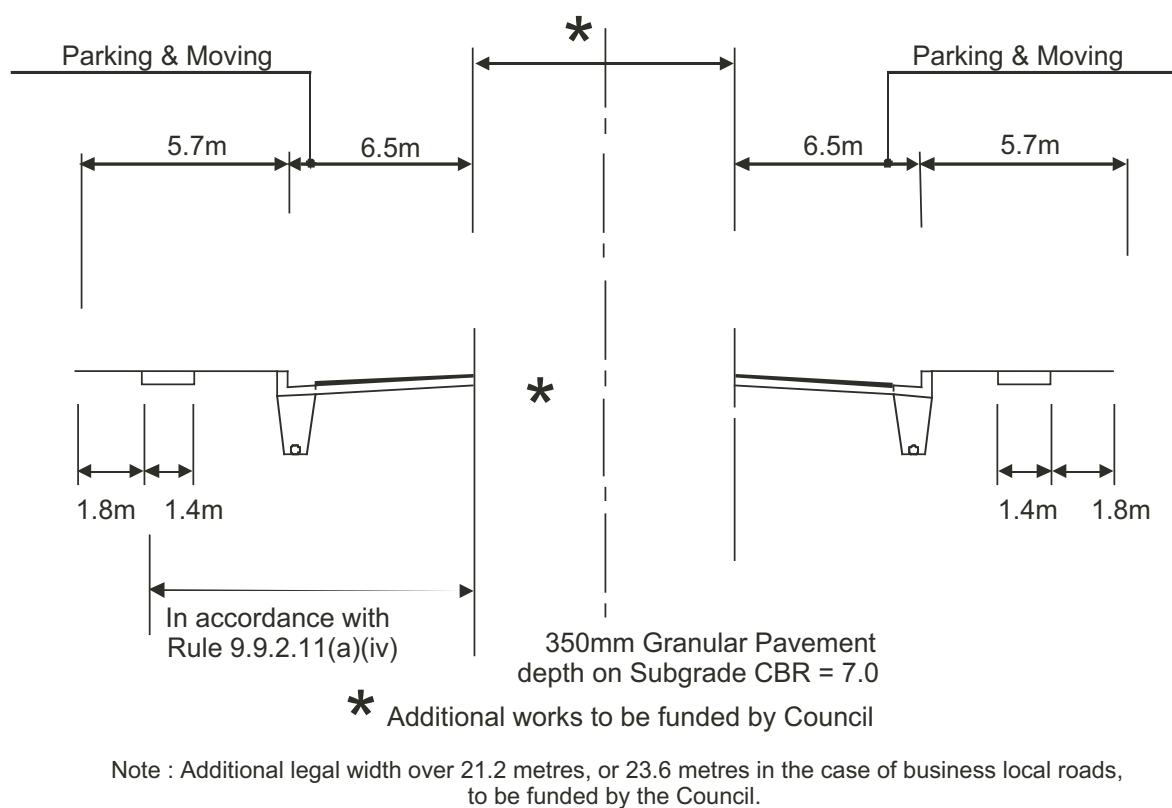 *
Parking & Moving
Parking & Moving
5.7m
6.5m
6.5m
5.7m
*
1.8m
1.4m
1.4m
1.8m
In accordance with
Rule 9.9.2.11(a)(iv)
350mm Granular Pavement
depth on Subgrade CBR = 7.0
* Additional works to be funded by Council
Note : Additional legal width over 21.2 metres, or 23.6 metres in the case of business local roads,
to be funded by the Council.